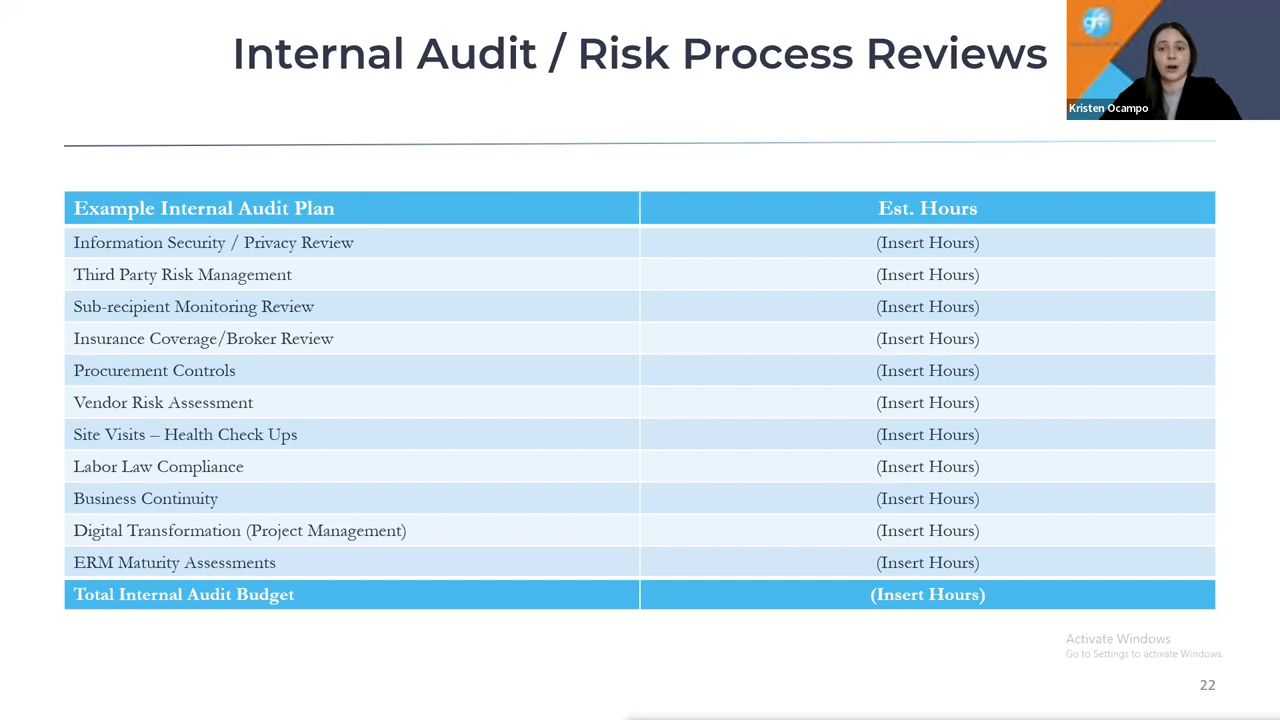 Internal Audit / Risk Process Reviews
grf
Kristen Ocampo
Example Internal Audit Plan Est. Hours
Information Security / Privacy Review (Insert Hours)
Third Party Risk Management (Insert Hours)
Sub-recipient Monitoring Review (Insert Hours)
Insurance Coverage/Broker Review (Insert Hours)
Procurement Controls (Insert Hours)
Vendor Risk Assessment (Insert Hours)
Site Visits – Health Check Ups (Insert Hours)
Labor Law Compliance (Insert Hours)
Business Continuity (Insert Hours)
Digital Transformation (Project Management) (Insert Hours)
ERM Maturity Assessments (Insert Hours)
Total Internal Audit Budget (Insert Hours)
Activate Windows
Go to Settings to activate Windows.
22